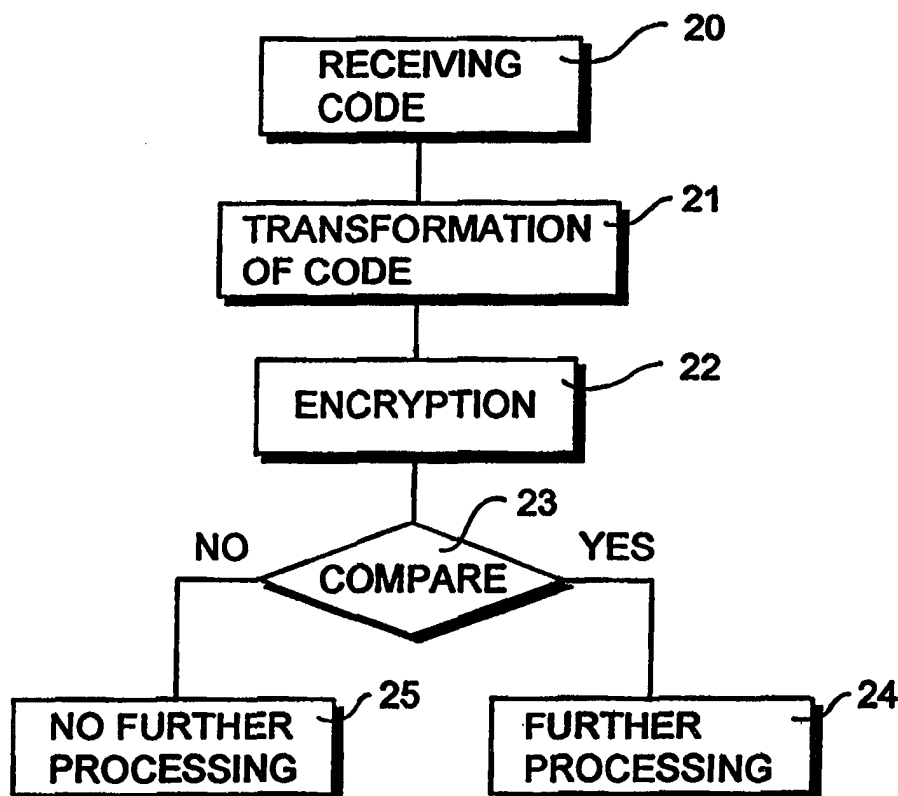 20
RECEIVING
CODE
21
TRANSFORMATION
OF CODE
22
ENCRYPTION
23
NO
YES
COMPARE
25
NO FURTHER
PROCESSING
24
FURTHER
PROCESSING